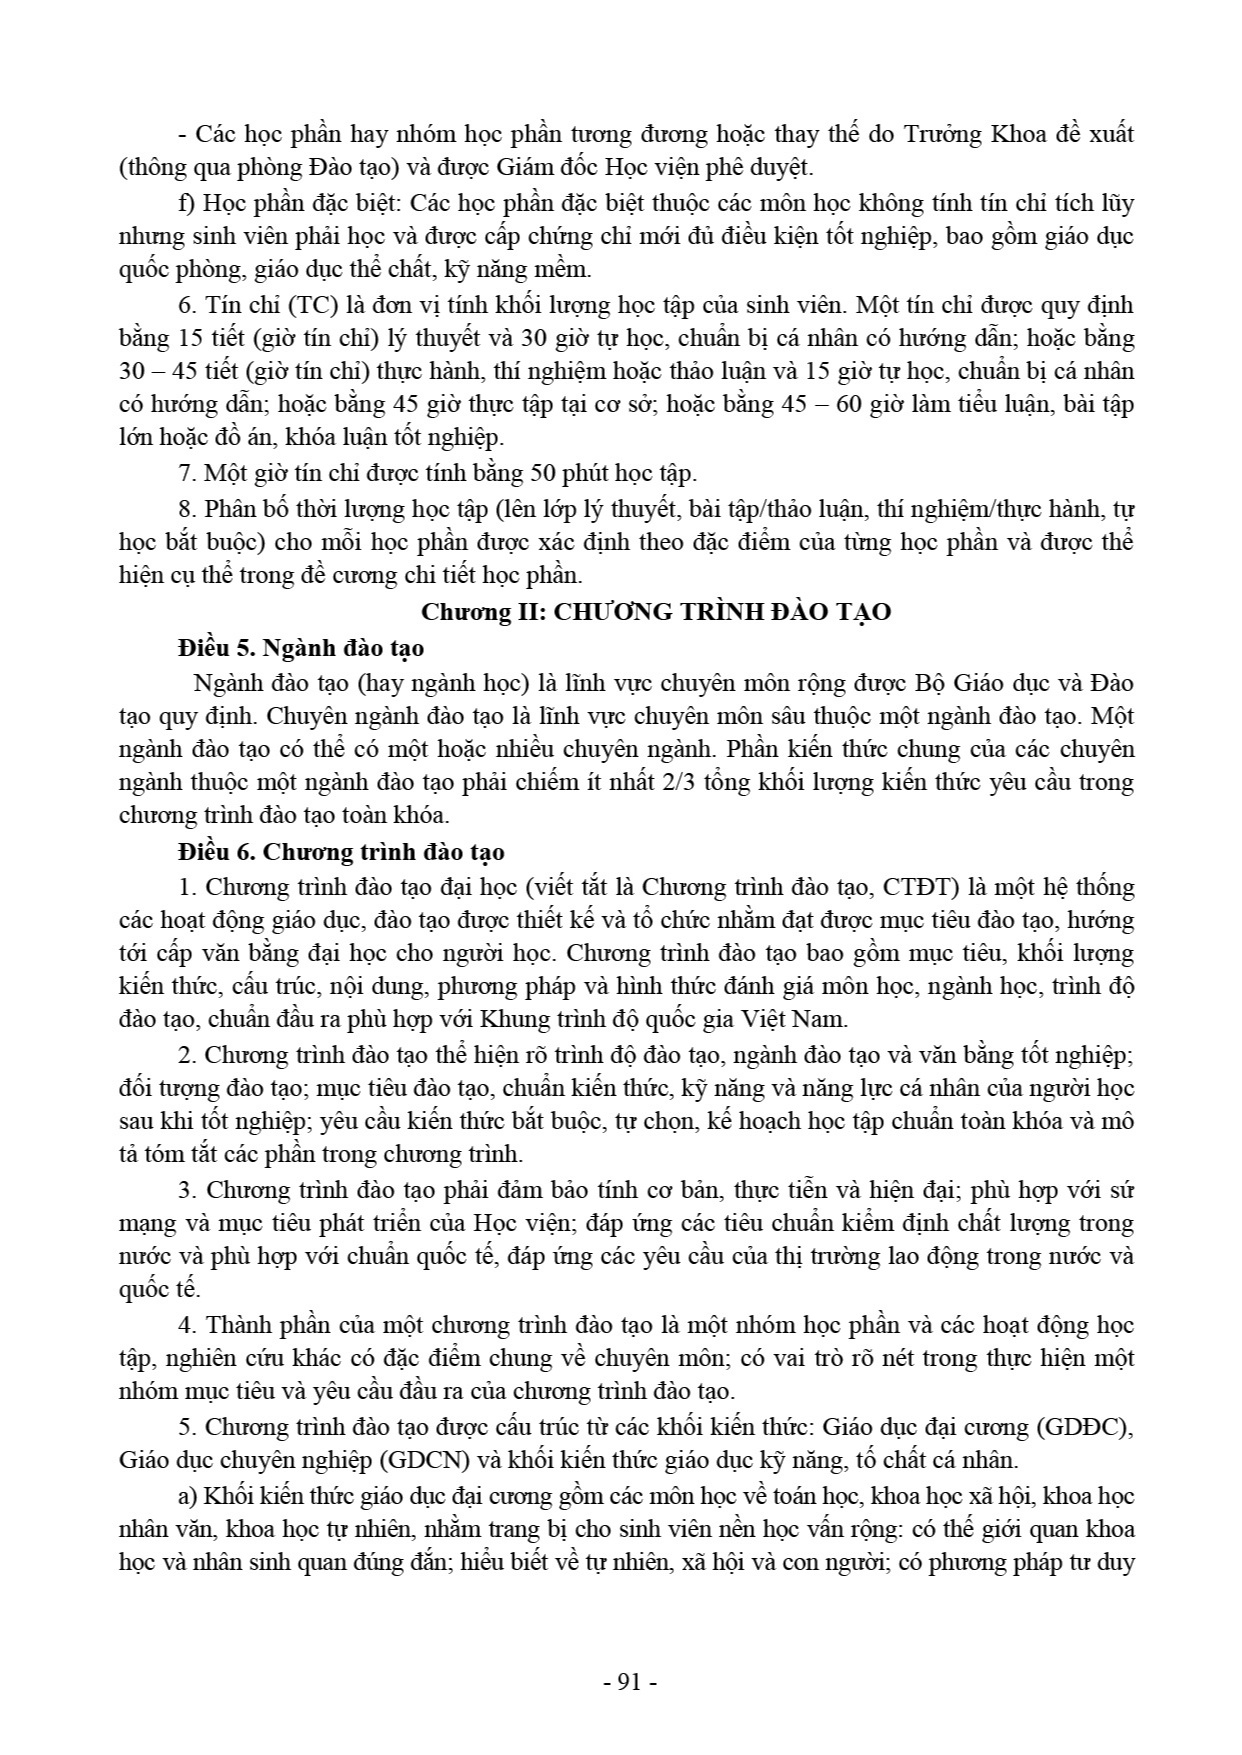 - Các học phần hay nhóm học phần tương đương hoặc thay thế do Trưởng Khoa đề xuất
(thông qua phòng Đào tạo) và được Giám đốc Học viện phê duyệt.
f) Học phần đặc biệt: Các học phần đặc biệt thuộc các môn học không tính tín chỉ tích lũy
nhưng sinh viên phải học và được cấp chứng chỉ mới đủ điều kiện tốt nghiệp, bao gồm giáo dục
quốc phòng, giáo dục thể chất, kỹ năng mềm.
6. Tín chỉ (TC) là đơn vị tính khối lượng học tập của sinh viên. Một tín chỉ được quy định
bằng 15 tiết (giờ tín chỉ) lý thuyết và 30 giờ tự học, chuẩn bị cá nhân có hướng dẫn; hoặc bằng
30 – 45 tiết (giờ tín chỉ) thực hành, thí nghiệm hoặc thảo luận và 15 giờ tự học, chuẩn bị cá nhân
có hướng dẫn; hoặc bằng 45 giờ thực tập tại cơ sở; hoặc bằng 45 – 60 giờ làm tiểu luận, bài tập
lớn hoặc đồ án, khóa luận tốt nghiệp.
7. Một giờ tín chỉ được tính bằng 50 phút học tập.
8. Phân bố thời lượng học tập (lên lớp lý thuyết, bài tập/thảo luận, thí nghiệm/thực hành, tự
học bắt buộc) cho mỗi học phần được xác định theo đặc điểm của từng học phần và được thể
hiện cụ thể trong đề cương chi tiết học phần.
Chương II: CHƯƠNG TRÌNH ĐÀO TẠO
Điều 5. Ngành đào tạo
Ngành đào tạo (hay ngành học) là lĩnh vực chuyên môn rộng được Bộ Giáo dục và Đào
tạo quy định. Chuyên ngành đào tạo là lĩnh vực chuyên môn sâu thuộc một ngành đào tạo. Một
ngành đào tạo có thể có một hoặc nhiều chuyên ngành. Phần kiến thức chung của các chuyên
ngành thuộc một ngành đào tạo phải chiếm ít nhất 2/3 tổng khối lượng kiến thức yêu cầu trong
chương trình đào tạo toàn khóa.
Điều 6. Chương trình đào tạo
1. Chương trình đào tạo đại học (viết tắt là Chương trình đào tạo, CTĐT) là một hệ thống
các hoạt động giáo dục, đào tạo được thiết kế và tổ chức nhằm đạt được mục tiêu đào tạo, hướng
tới cấp văn bằng đại học cho người học. Chương trình đào tạo bao gồm mục tiêu, khối lượng
kiến thức, cấu trúc, nội dung, phương pháp và hình thức đánh giá môn học, ngành học, trình độ
đào tạo, chuẩn đầu ra phù hợp với Khung trình độ quốc gia Việt Nam.
2. Chương trình đào tạo thể hiện rõ trình độ đào tạo, ngành đào tạo và văn bằng tốt nghiệp;
đối tượng đào tạo; mục tiêu đào tạo, chuẩn kiến thức, kỹ năng và năng lực cá nhân của người học
sau khi tốt nghiệp; yêu cầu kiến thức bắt buộc, tự chọn, kế hoạch học tập chuẩn toàn khóa và mô
tả tóm tắt các phần trong chương trình.
3. Chương trình đào tạo phải đảm bảo tính cơ bản, thực tiễn và hiện đại; phù hợp với sứ
mạng và mục tiêu phát triển của Học viện; đáp ứng các tiêu chuẩn kiểm định chất lượng trong
nước và phù hợp với chuẩn quốc tế, đáp ứng các yêu cầu của thị trường lao động trong nước và
quốc tế.
4. Thành phần của một chương trình đào tạo là một nhóm học phần và các hoạt động học
tập, nghiên cứu khác có đặc điểm chung về chuyên môn; có vai trò rõ nét trong thực hiện một
nhóm mục tiêu và yêu cầu đầu ra của chương trình đào tạo.
5. Chương trình đào tạo được cấu trúc từ các khối kiến thức: Giáo dục đại cương (GDĐC),
Giáo dục chuyên nghiệp (GDCN) và khối kiến thức giáo dục kỹ năng, tố chất cá nhân.
a) Khối kiến thức giáo dục đại cương gồm các môn học về toán học, khoa học xã hội, khoa học
nhân văn, khoa học tự nhiên, nhằm trang bị cho sinh viên nền học vấn rộng: có thế giới quan khoa
học và nhân sinh quan đúng đắn; hiểu biết về tự nhiên, xã hội và con người; có phương pháp tư duy
- 91 -